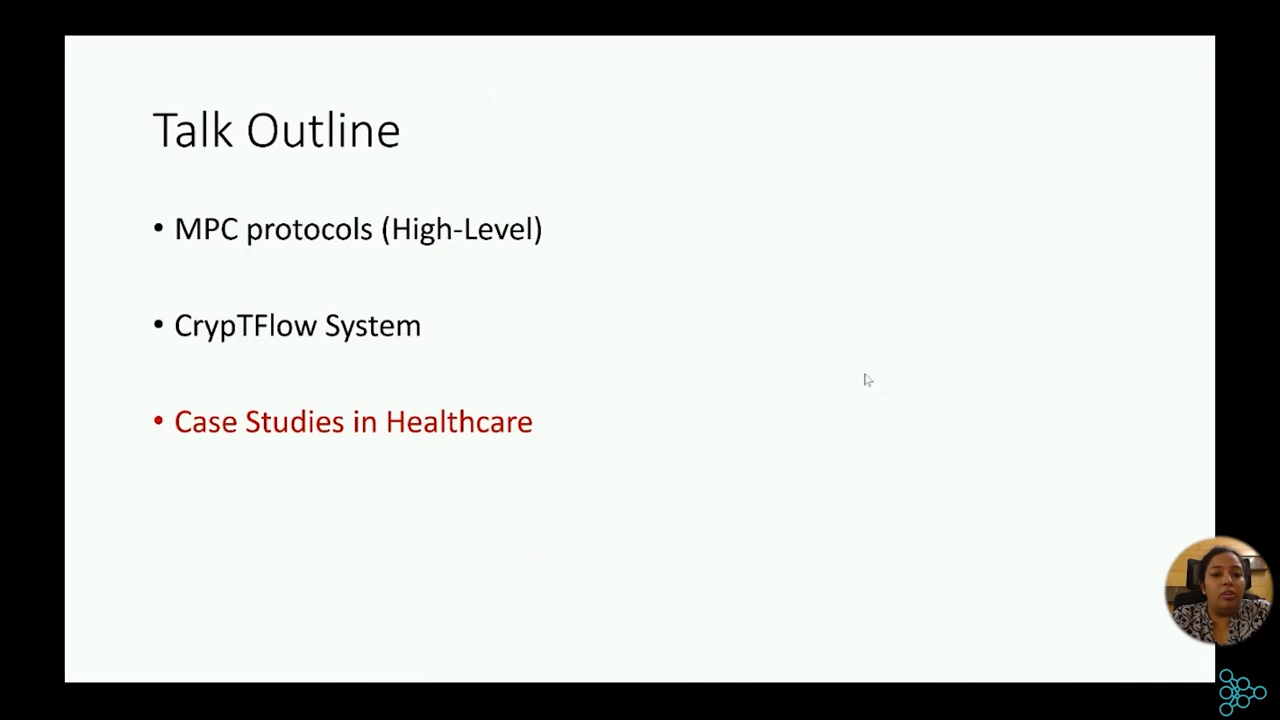 Talk Outline
• MPC protocols (High-Level)
• CrypTFlow System
• Case Studies in Healthcare